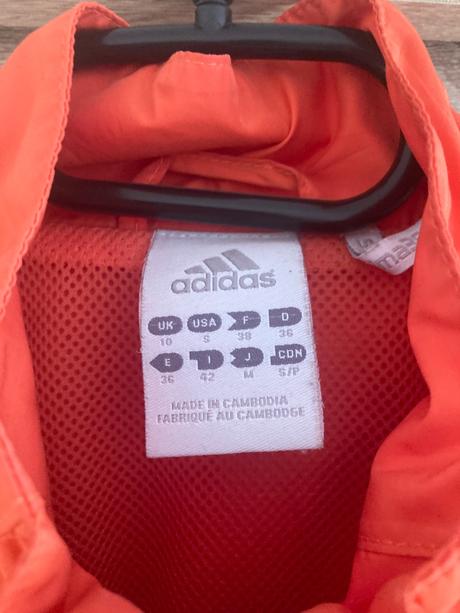 adidas
UK USA F D
10 S 38 36
E I J CDN
36 42 M S/P
MADE IN CAMBODIA
FABRIQUÉ AU CAMBODGE